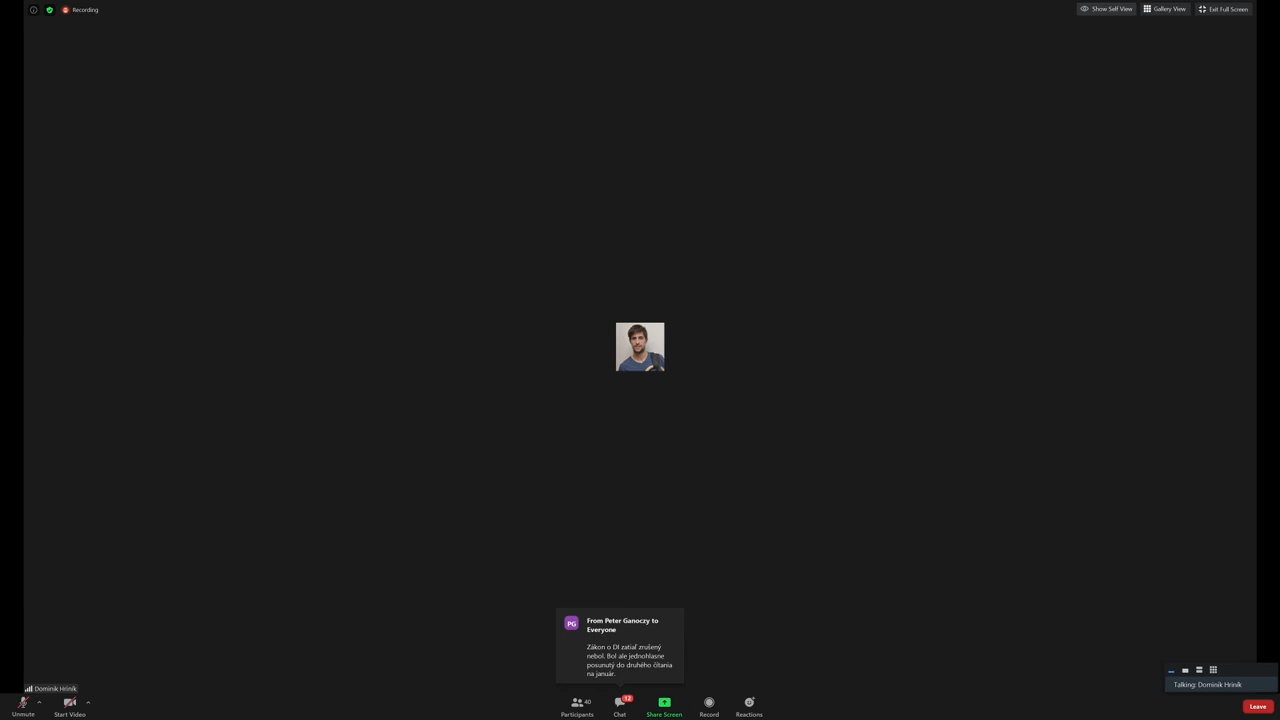 Recording
Show Self View
Gallery View
Exit Full Screen
PG
From Peter Ganoczy to
Everyone
Zákon o DI zatiaľ zrušený
nebol. Bol ale jednohlasne
posunutý do druhého čítania
na január.
Talking: Dominik Hrinik
Dominik Hrinik
Unmute
Start Video
40
Participants
12
Chat
Share Screen
Record
Reactions
Leave